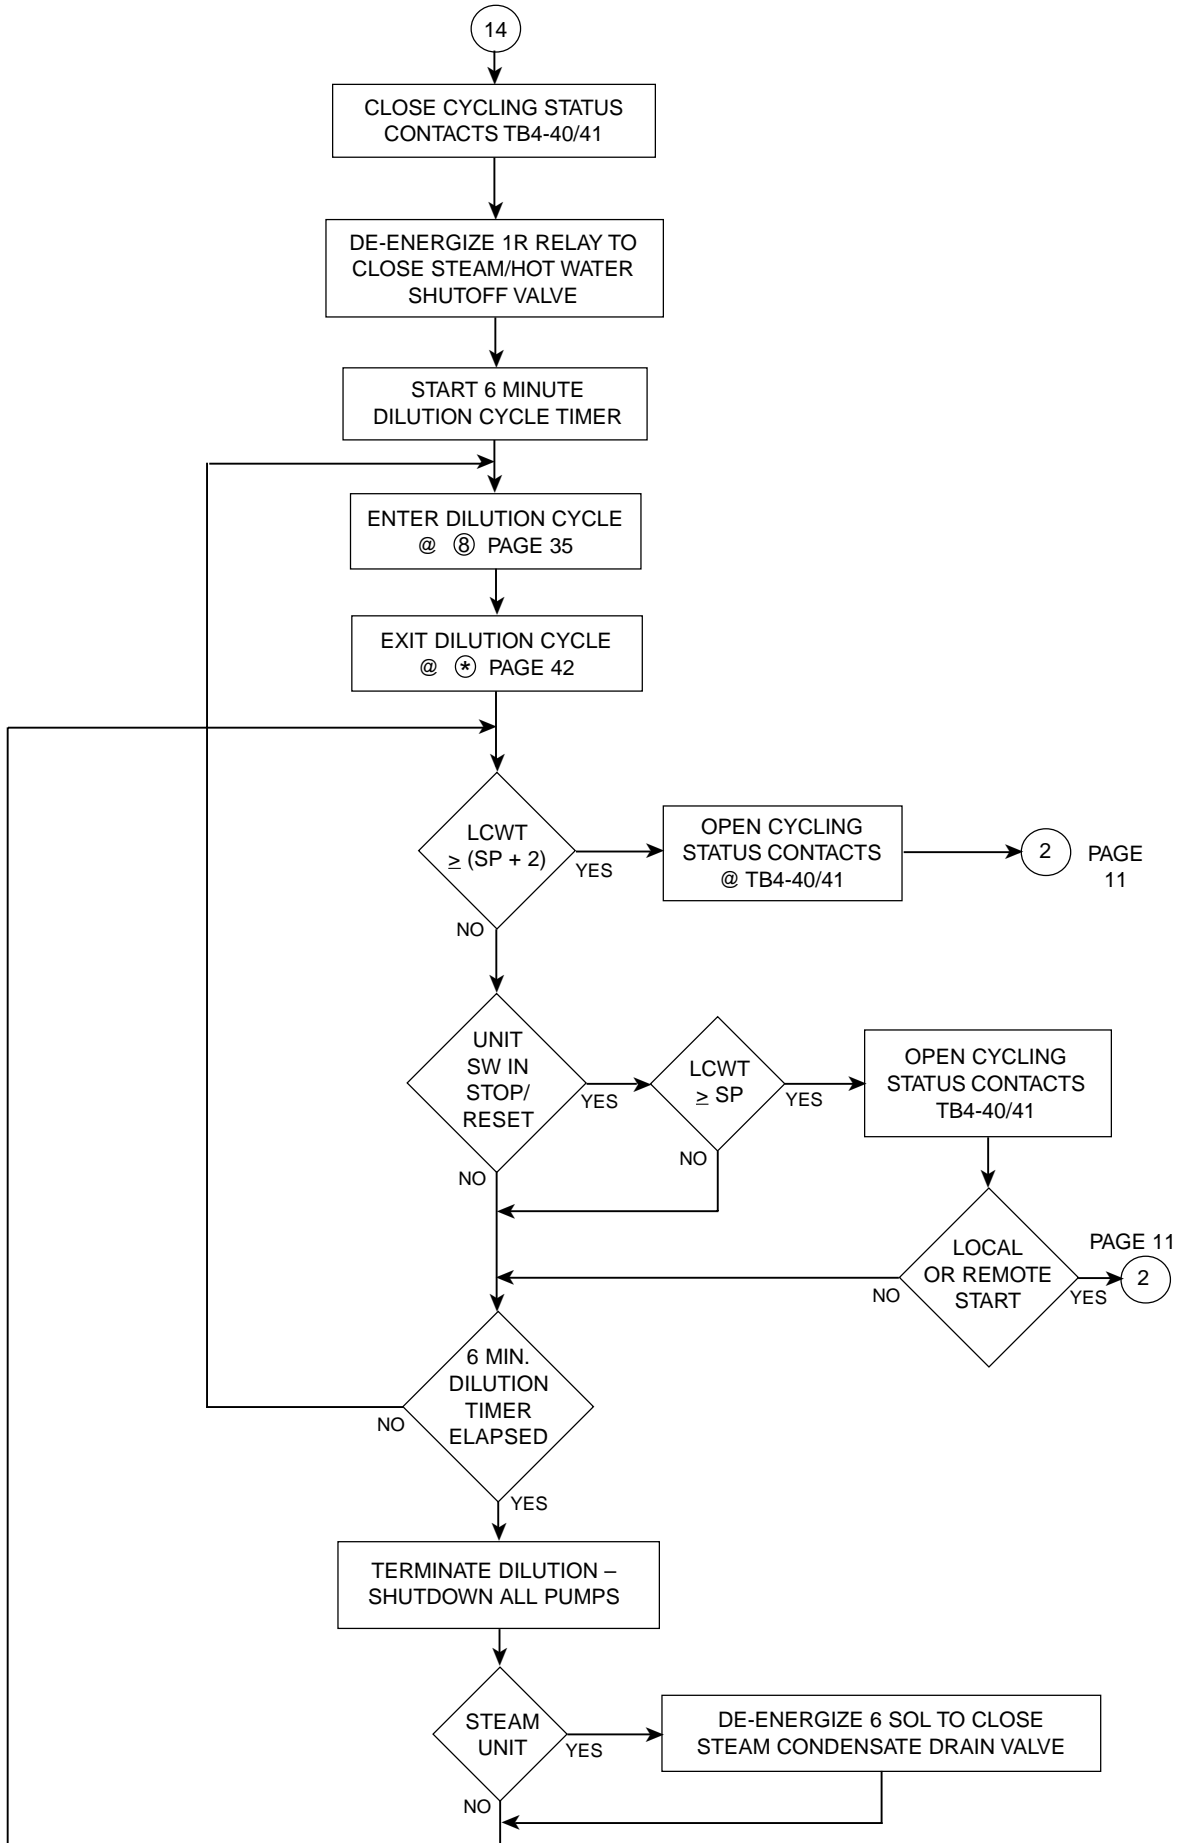 14
CLOSE CYCLING STATUS
CONTACTS TB4-40/41
DE-ENERGIZE 1R RELAY TO
CLOSE STEAM/HOT WATER
SHUTOFF VALVE
START 6 MINUTE
DILUTION CYCLE TIMER
ENTER DILUTION CYCLE
@ ⑧ PAGE 35
EXIT DILUTION CYCLE
@ (*) PAGE 42
LCWT
≥ (SP + 2)
YES
NO
OPEN CYCLING
STATUS CONTACTS
@ TB4-40/41
2
PAGE
11
UNIT
SW IN
STOP/
RESET
YES
NO
LCWT
≥ SP
YES
NO
OPEN CYCLING
STATUS CONTACTS
TB4-40/41
LOCAL
OR REMOTE
START
NO
YES
PAGE 11
2
6 MIN.
DILUTION
TIMER
ELAPSED
NO
YES
TERMINATE DILUTION –
SHUTDOWN ALL PUMPS
STEAM
UNIT
YES
NO
DE-ENERGIZE 6 SOL TO CLOSE
STEAM CONDENSATE DRAIN VALVE